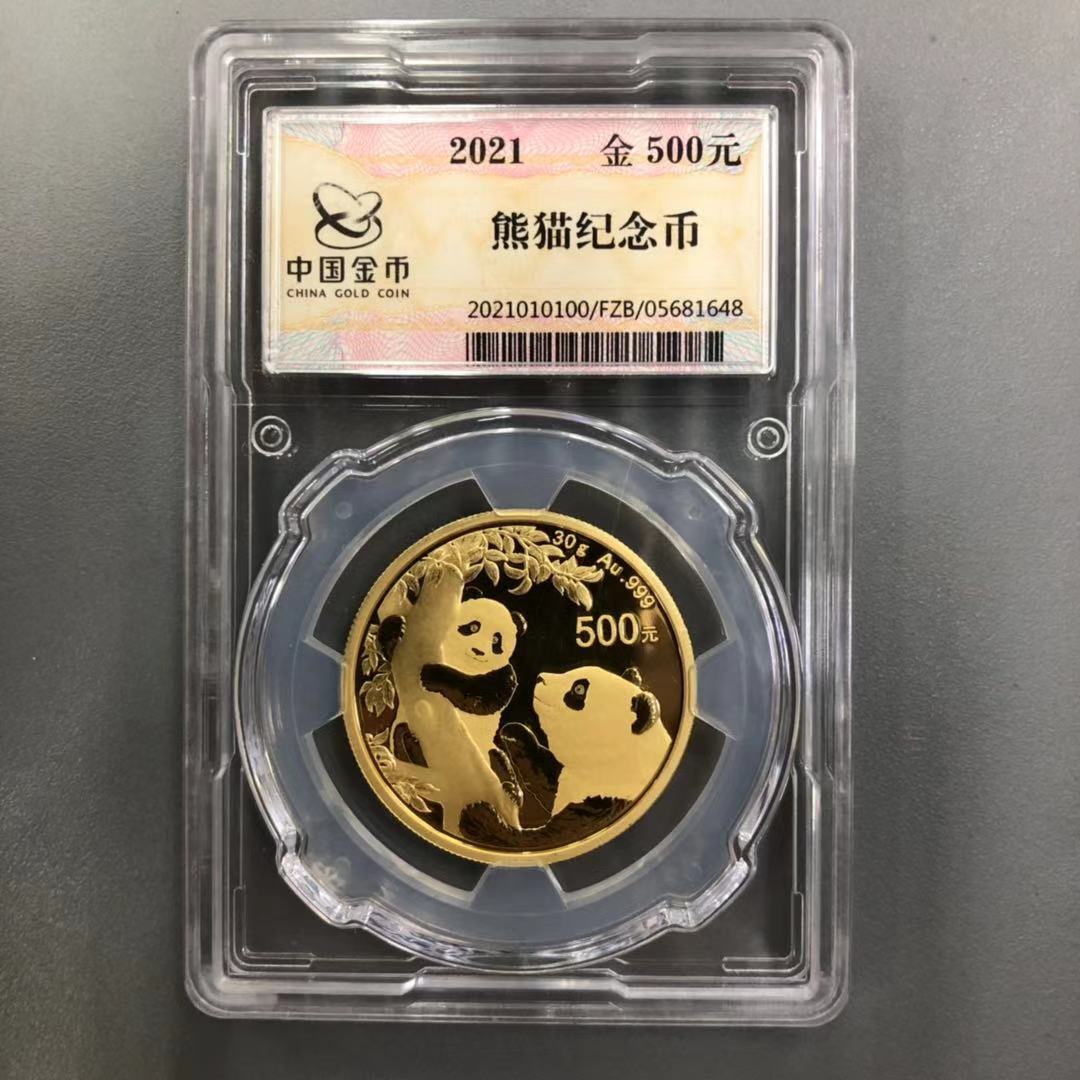 2021 金 500元
熊猫纪念币
中国金币
CHINA GOLD COIN
2021010100/FZB/05681648
30g Au.999
500元